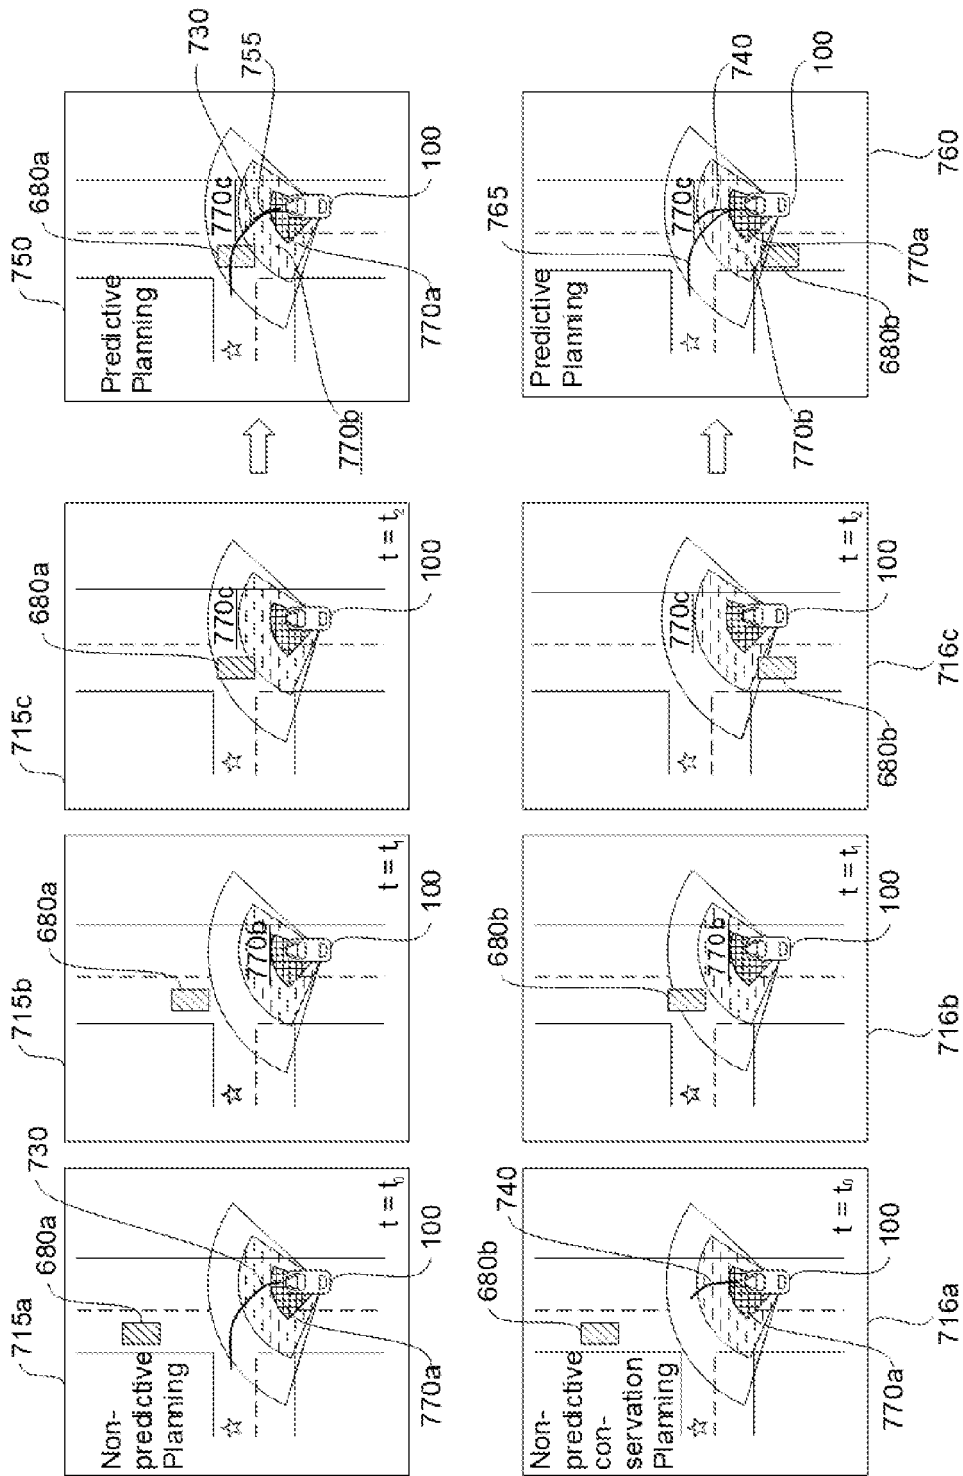 715a
680a
730
Non-
predictive
Planning
t = t0
770a
100
715b
680a
770b
t = t1
100
715c
680a
770c
t = t2
100
750
680a
730
755
Predictive
Planning
770c
770b
770a
100
680b
740
Non-
predictive
con-
servation
Planning
t = t0
770a
716a
100
680b
770b
t = t1
716b
100
770c
t = t2
680b
716c
100
765
740
100
Predictive
Planning
770c
770b
680b
770a
760